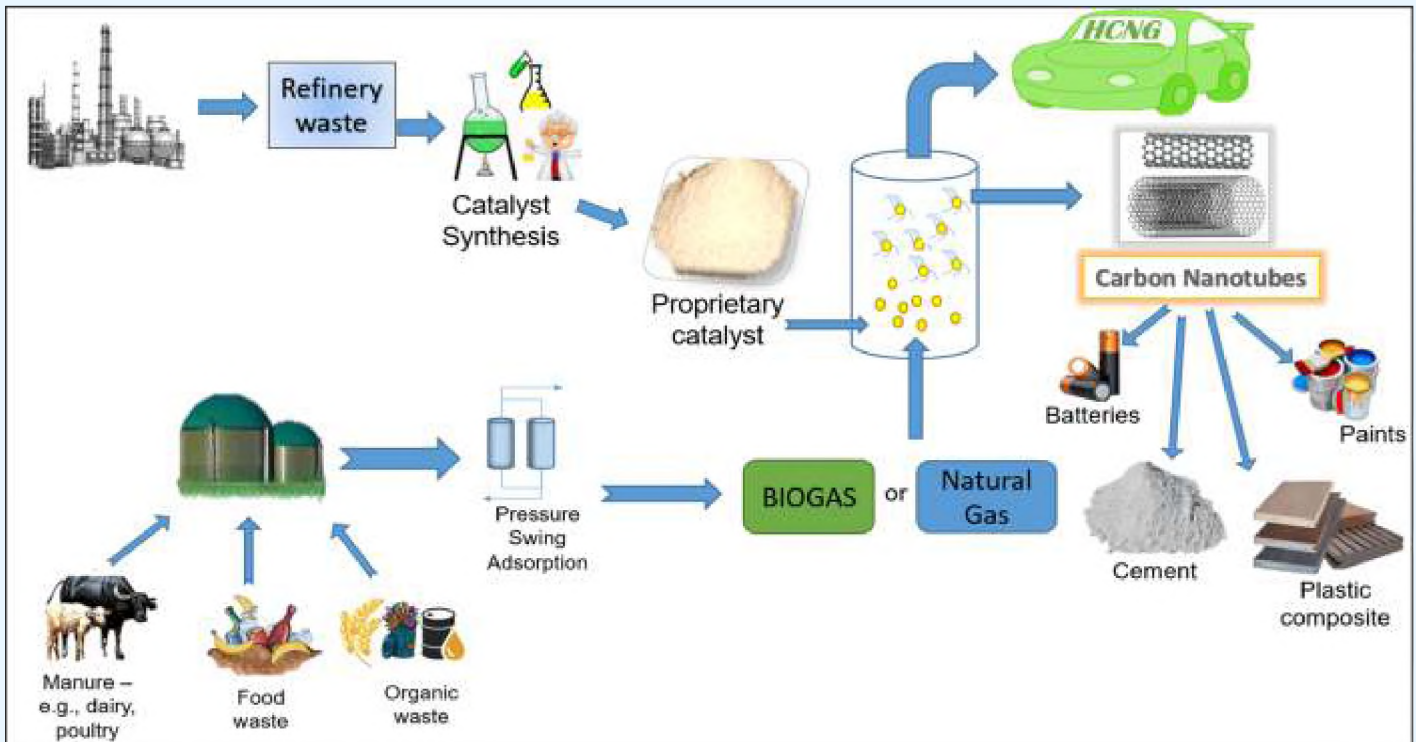 HCNG
Refinery
waste
Catalyst
Synthesis
Proprietary
catalyst
Carbon Nanotubes
Batteries
Paints
Cement
Plastic
composite
Pressure
Swing
Adsorption
BIOGAS
or
Natural
Gas
Manure –
e.g., dairy,
poultry
Food
waste
Organic
waste